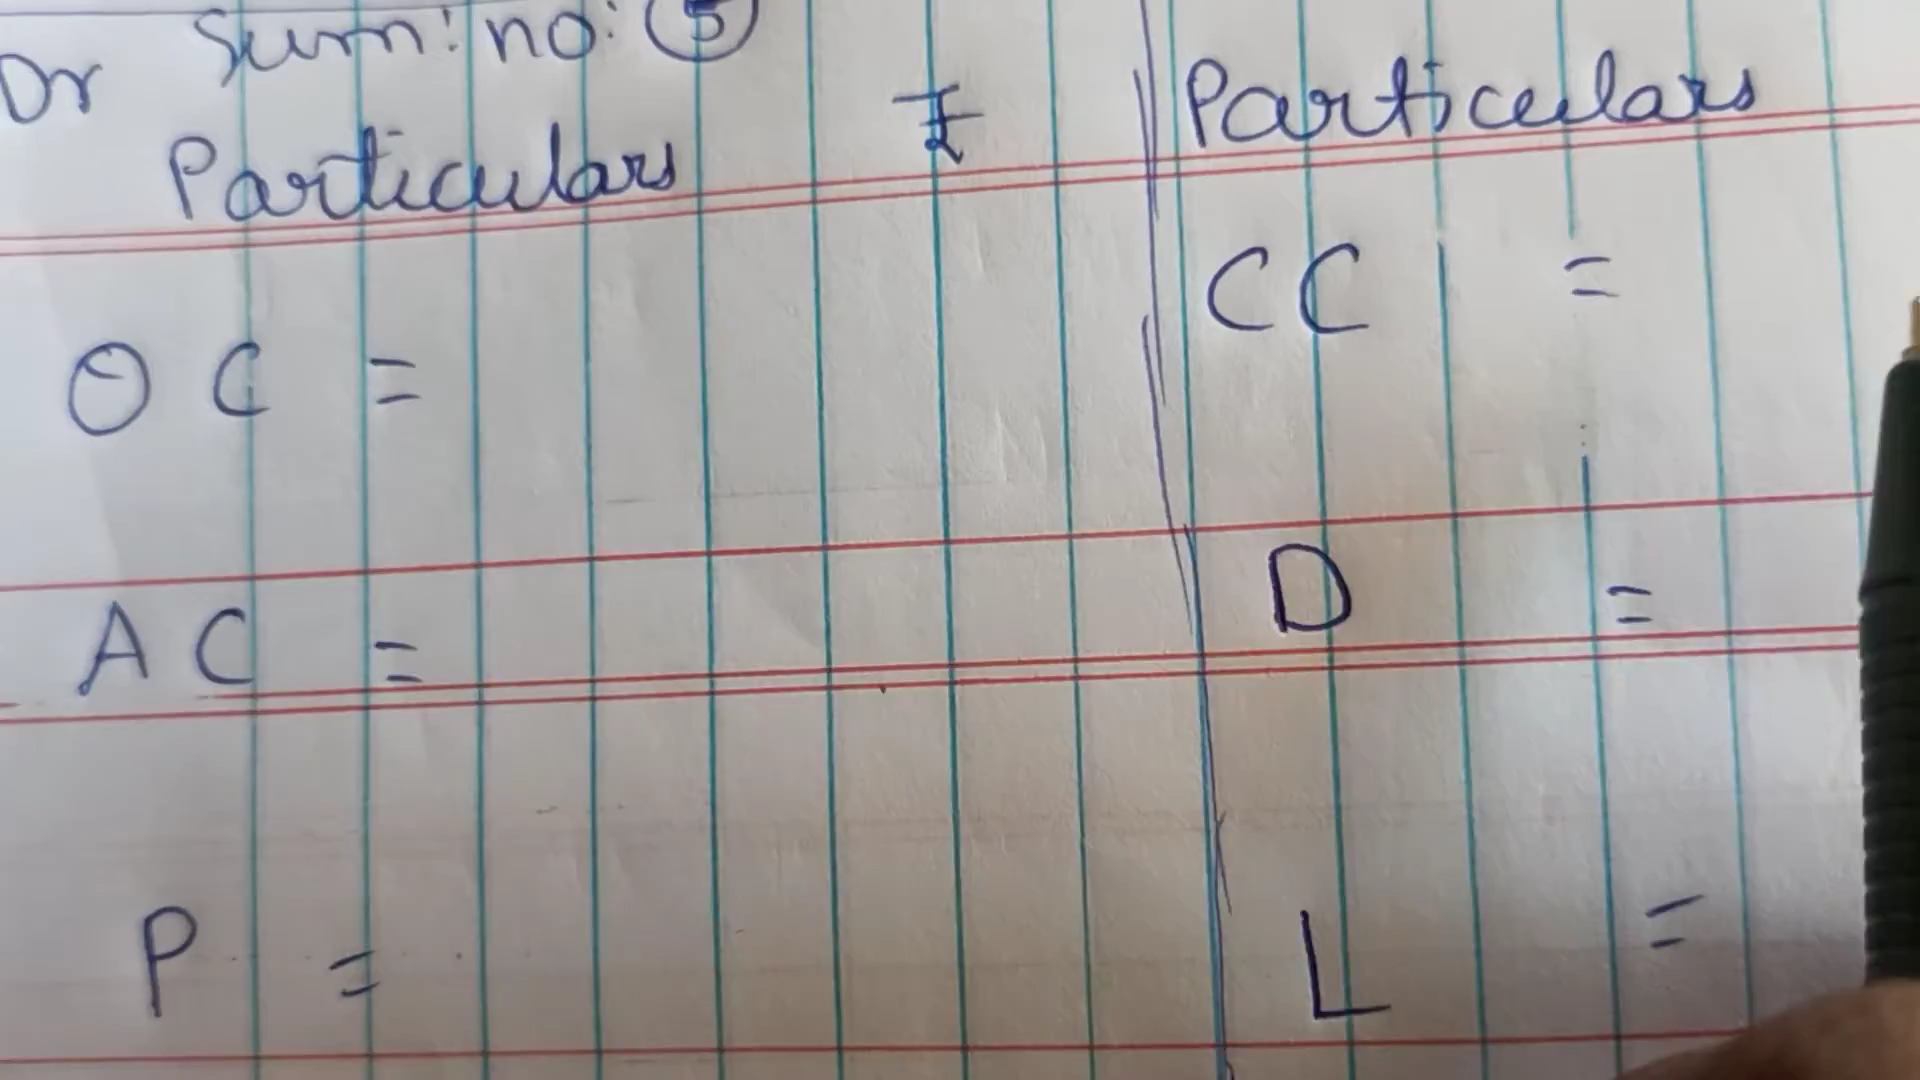 Sum: no: 5
Dr
Particulars ₹ Particulars
OC = CC =
AC = D =
P = L =